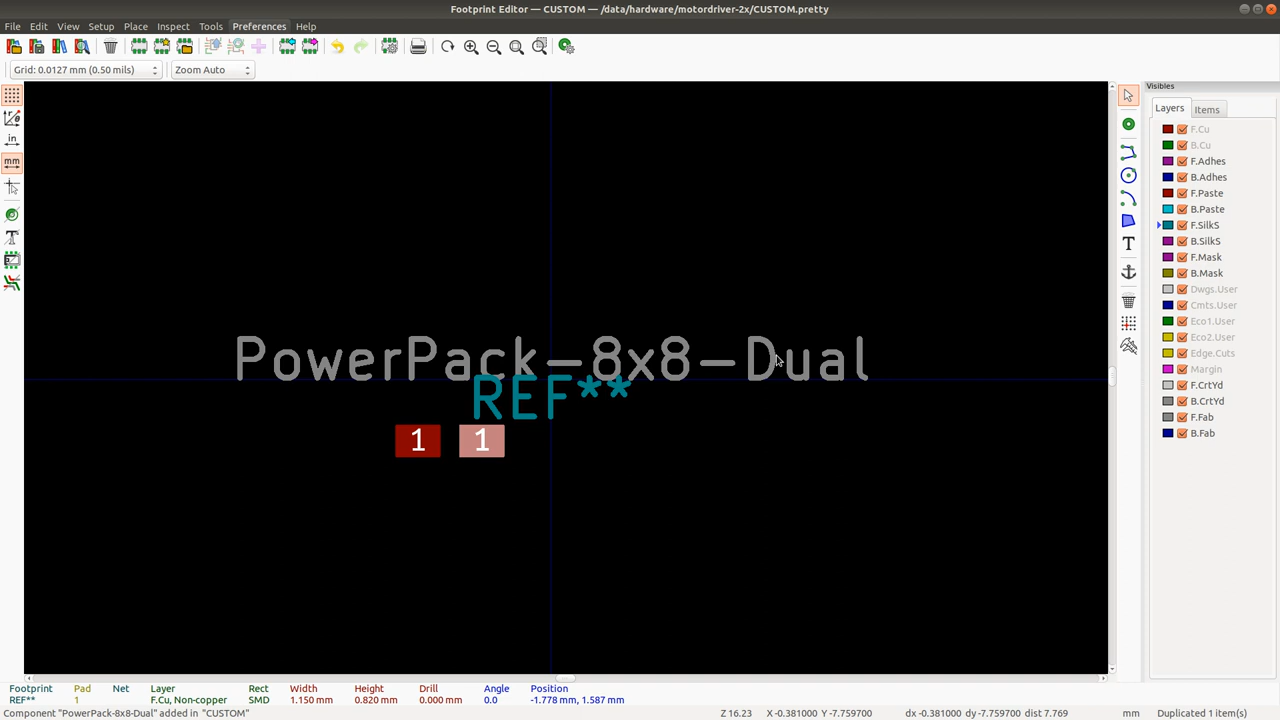 Footprint Editor — CUSTOM — /data/hardware/motordriver-2x/CUSTOM.pretty
File Edit View Setup Place Inspect Tools Preferences Help
Grid: 0.0127 mm (0.50 mils) Zoom Auto
in
mm
Visibles
Layers Items
F.Cu
B.Cu
F.Adhes
B.Adhes
F.Paste
B.Paste
F.SilkS
B.SilkS
F.Mask
B.Mask
Dwgs.User
Cmts.User
Eco1.User
Eco2.User
Edge.Cuts
Margin
F.CrtYd
B.CrtYd
F.Fab
B.Fab
PowerPack-8x8-Dual
REF**
1 1
Footprint Pad Net Layer Rect Width Height Drill Angle Position
REF** 1 F.Cu, Non-copper SMD 1.150 mm 0.820 mm 0.000 mm 0.0 -1.778 mm, 1.587 mm
Component "PowerPack-8x8-Dual" added in "CUSTOM" Z 16.23 X -0.381000 Y -7.759700 dx -0.381000 dy -7.759700 dist 7.769 mm Duplicated 1 item(s)